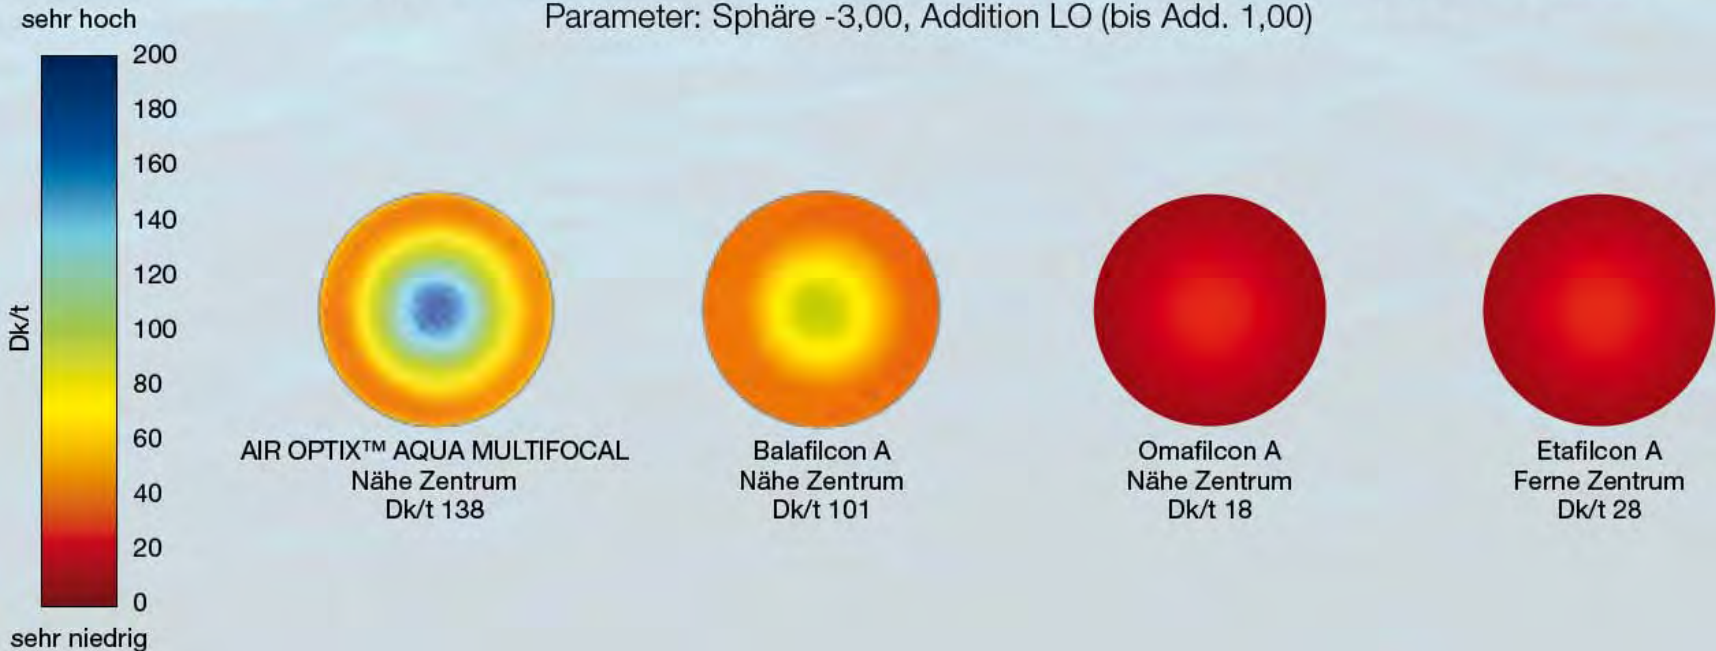 sehr hoch
Parameter: Sphäre -3,00, Addition LO (bis Add. 1,00)
200
180
160
140
120
100
80
60
40
20
0
Dk/t
sehr niedrig
AIR OPTIX™ AQUA MULTIFOCAL
Nähe Zentrum
Dk/t 138
Balafilcon A
Nähe Zentrum
Dk/t 101
Omafilcon A
Nähe Zentrum
Dk/t 18
Etafilcon A
Ferne Zentrum
Dk/t 28